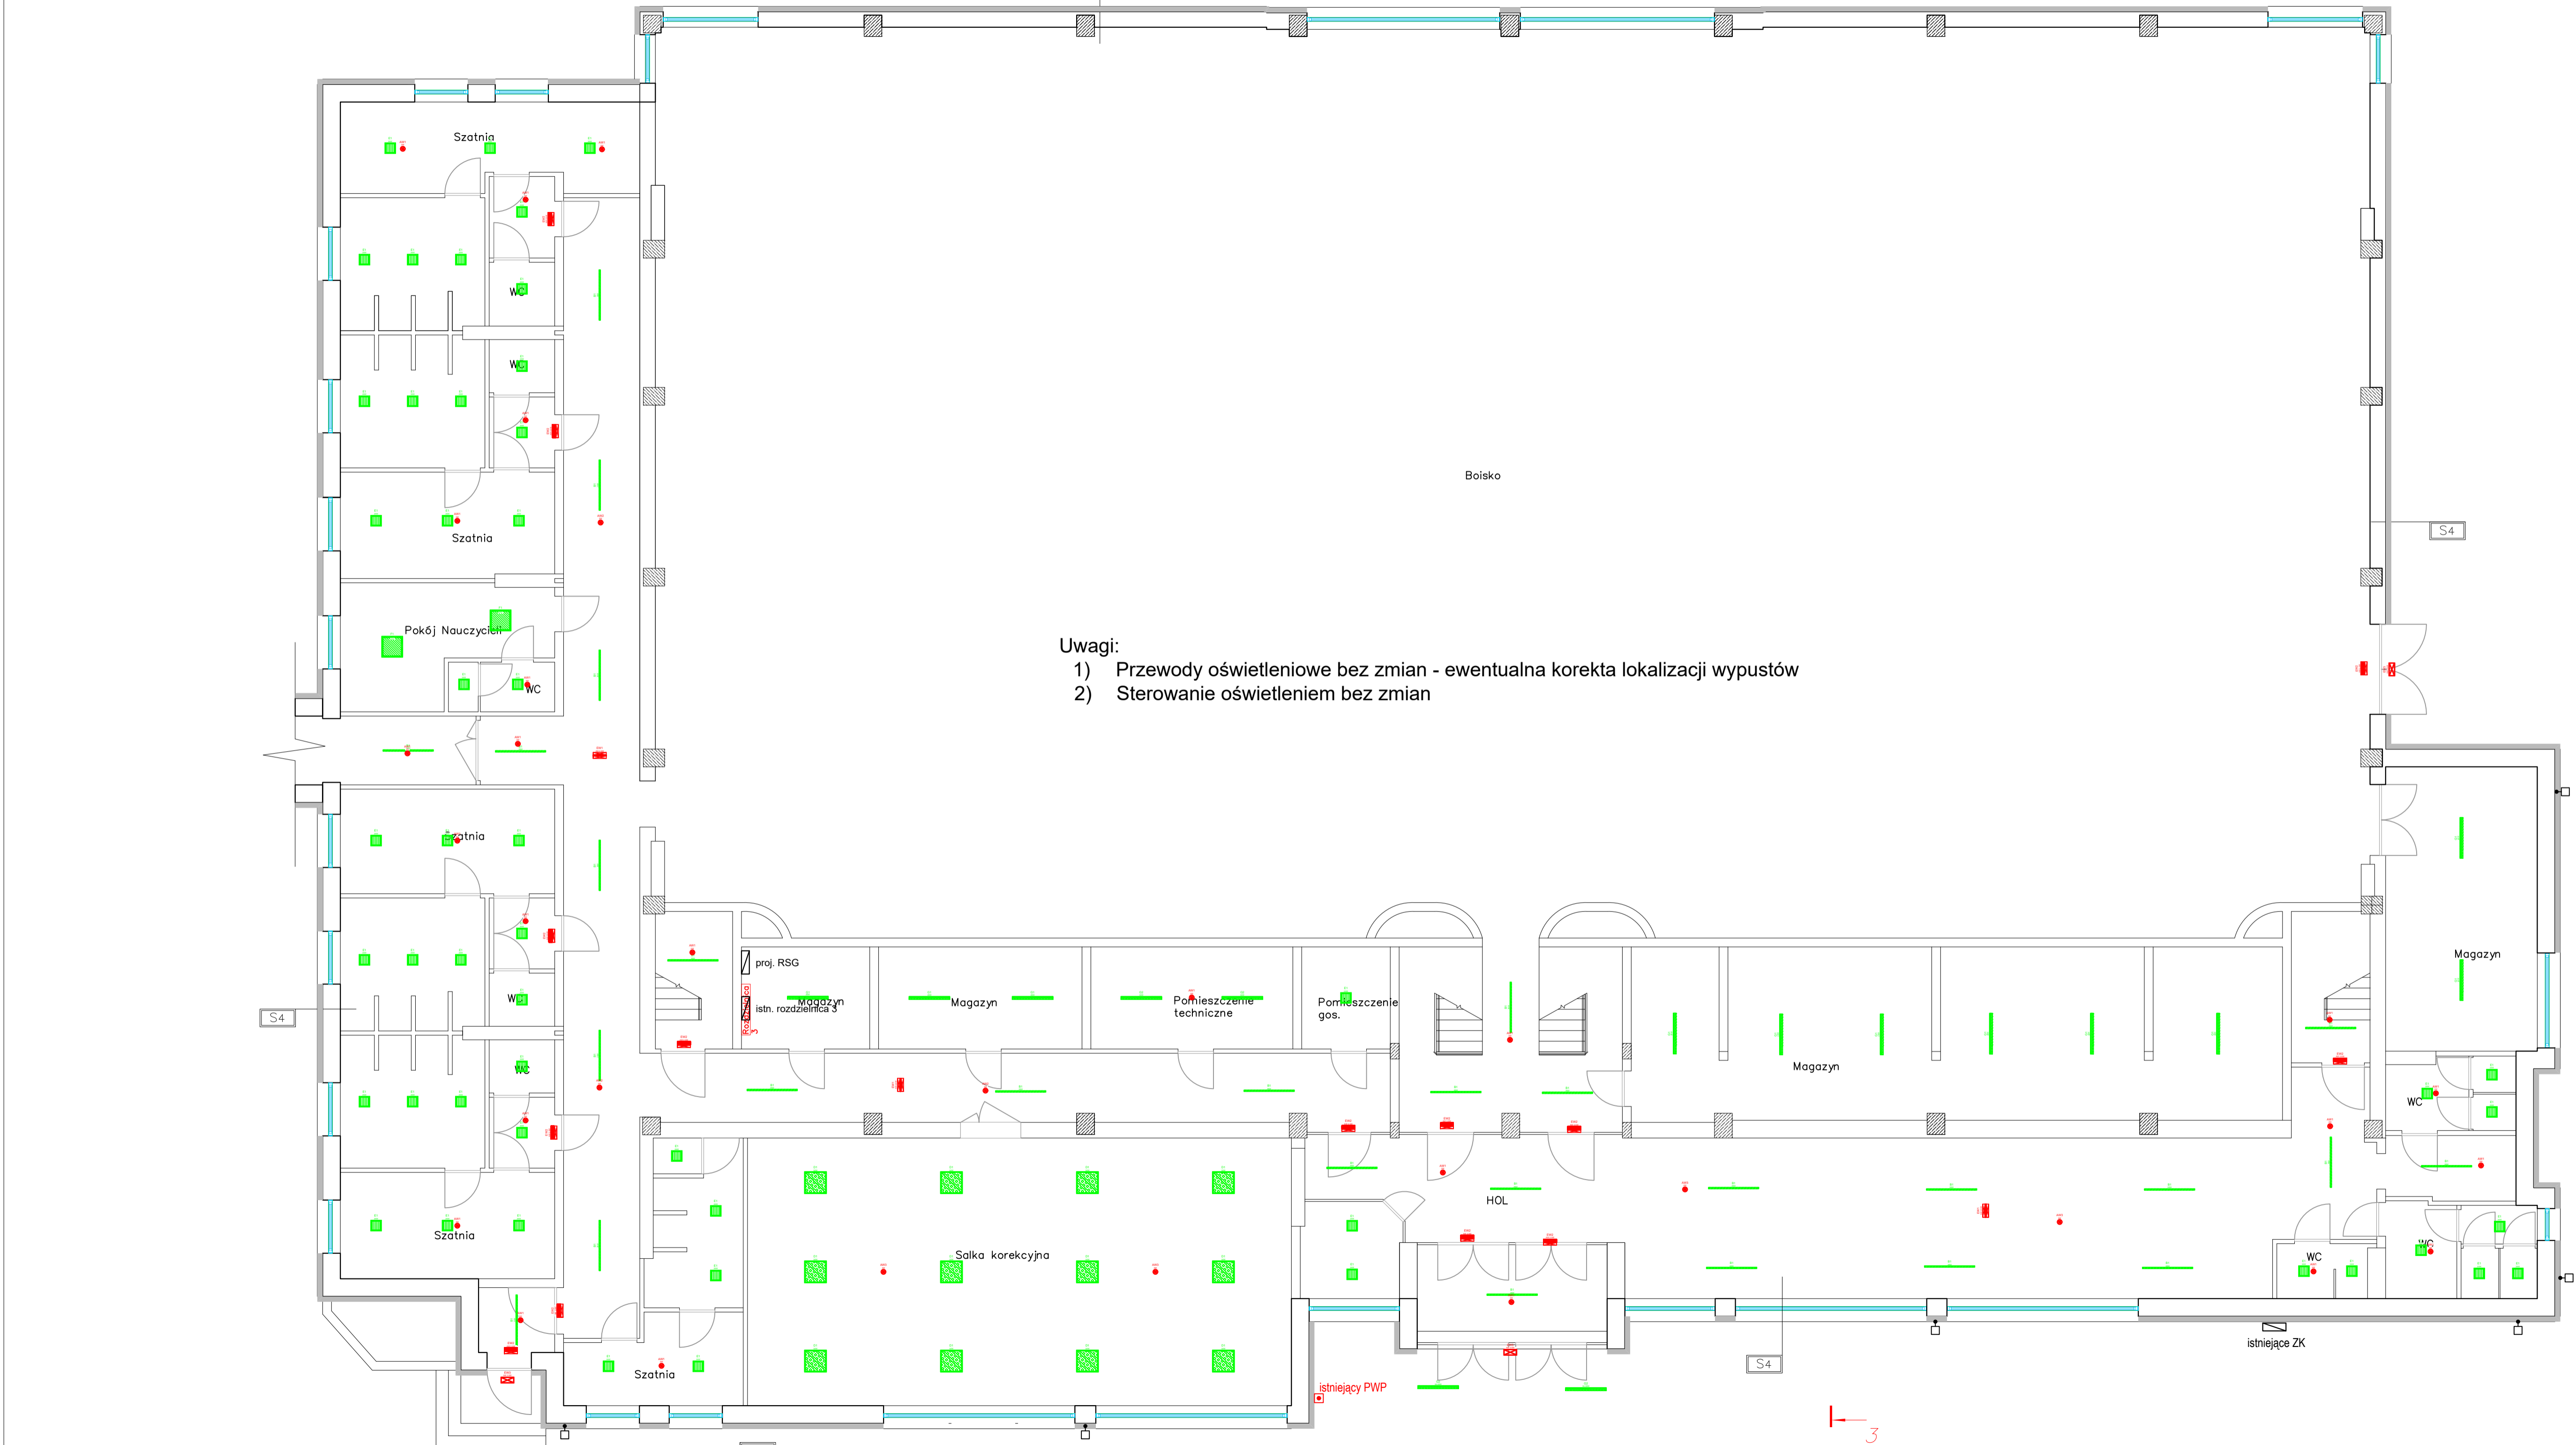 Szatnia
WC
WC
Boisko
S4
Szatnia
Pokój Nauczycieli
WC
Uwagi:
1) Przewody oświetleniowe bez zmian - ewentualna korekta lokalizacji wypustów
2) Sterowanie oświetleniem bez zmian
Szatnia
Magazyn
proj. RSG
WC
S4
Rozdzielnica
3
istn. rozdzielnica 3
Magazyn
Magazyn
Pomieszczenie
techniczne
Pomieszczenie
gos.
Magazyn
WC
WC
HOL
Szatnia
Salka korekcyjna
WC
WC
istniejące ZK
S4
Szatnia
istniejący PWP
3